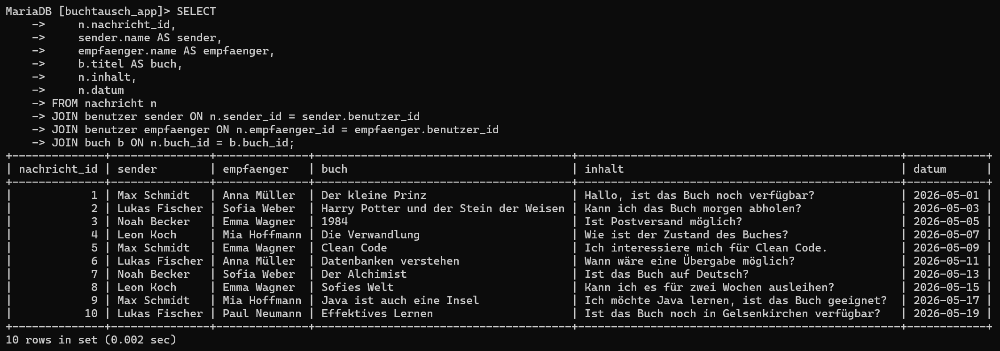 MariaDB [buchtausch_app]> SELECT
    ->     n.nachricht_id,
    ->     sender.name AS sender,
    ->     empfaenger.name AS empfaenger,
    ->     b.titel AS buch,
    ->     n.inhalt,
    ->     n.datum
    -> FROM nachricht n
    -> JOIN benutzer sender ON n.sender_id = sender.benutzer_id
    -> JOIN benutzer empfaenger ON n.empfaenger_id = empfaenger.benutzer_id
    -> JOIN buch b ON n.buch_id = b.buch_id;
+--------------+----------------+--------------+---------------------------------------+-------------------------------------------------+------------+
| nachricht_id | sender         | empfaenger   | buch                                  | inhalt                                          | datum      |
+--------------+----------------+--------------+---------------------------------------+-------------------------------------------------+------------+
|            1 | Max Schmidt    | Anna Müller  | Der kleine Prinz                      | Hallo, ist das Buch noch verfügbar?             | 2026-05-01 |
|            2 | Lukas Fischer  | Sofia Weber  | Harry Potter und der Stein der Weisen | Kann ich das Buch morgen abholen?               | 2026-05-03 |
|            3 | Noah Becker    | Emma Wagner  | 1984                                  | Ist Postversand möglich?                        | 2026-05-05 |
|            4 | Leon Koch      | Mia Hoffmann | Die Verwandlung                       | Wie ist der Zustand des Buches?                 | 2026-05-07 |
|            5 | Max Schmidt    | Emma Wagner  | Clean Code                            | Ich interessiere mich für Clean Code.           | 2026-05-09 |
|            6 | Lukas Fischer  | Anna Müller  | Datenbanken verstehen                 | Wann wäre eine Übergabe möglich?                | 2026-05-11 |
|            7 | Noah Becker    | Sofia Weber  | Der Alchimist                         | Ist das Buch auf Deutsch?                       | 2026-05-13 |
|            8 | Leon Koch      | Emma Wagner  | Sofies Welt                           | Kann ich es für zwei Wochen ausleihen?          | 2026-05-15 |
|            9 | Max Schmidt    | Mia Hoffmann | Java ist auch eine Insel              | Ich möchte Java lernen, ist das Buch geeignet?  | 2026-05-17 |
|           10 | Lukas Fischer  | Paul Neumann | Effektives Lernen                     | Ist das Buch noch in Gelsenkirchen verfügbar?   | 2026-05-19 |
+--------------+----------------+--------------+---------------------------------------+-------------------------------------------------+------------+
10 rows in set (0.002 sec)